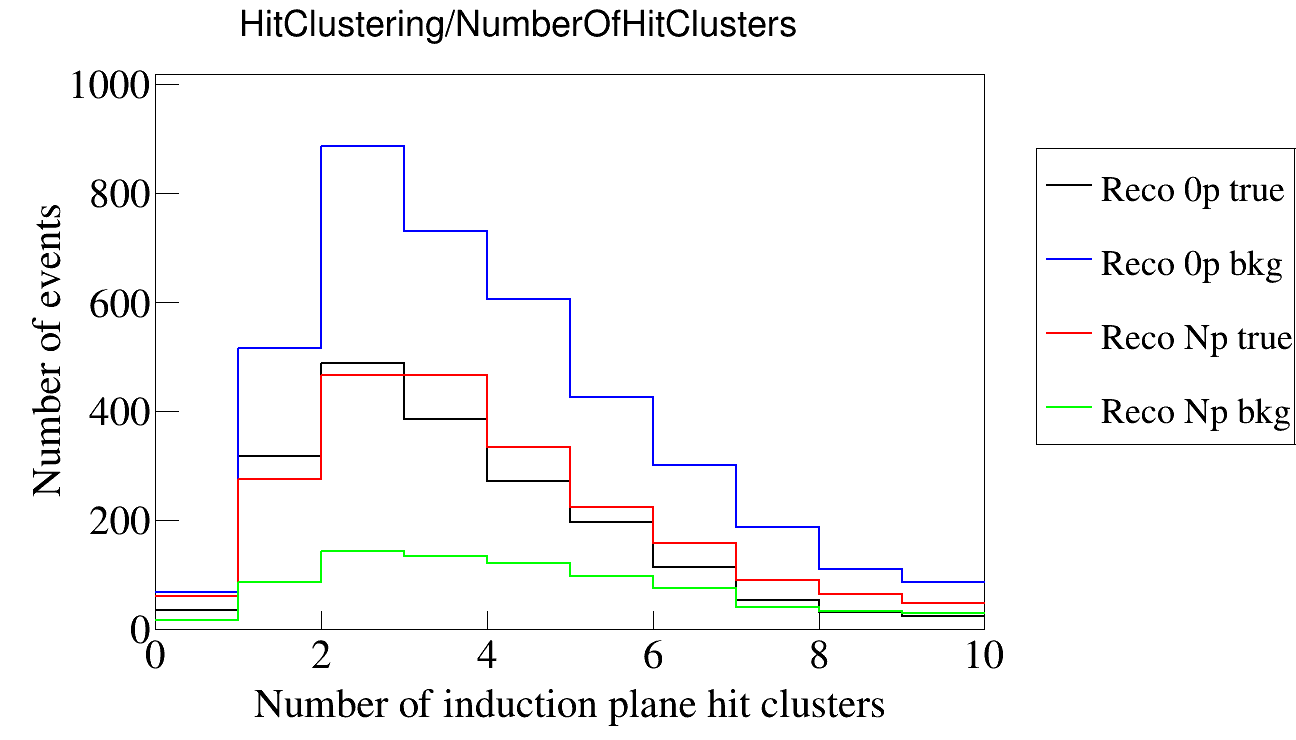 HitClustering/NumberOfHitClusters
Number of events
1000
800
600
400
200
0
0 2 4 6 8 10
Number of induction plane hit clusters
Reco 0p true
Reco 0p bkg
Reco Np true
Reco Np bkg